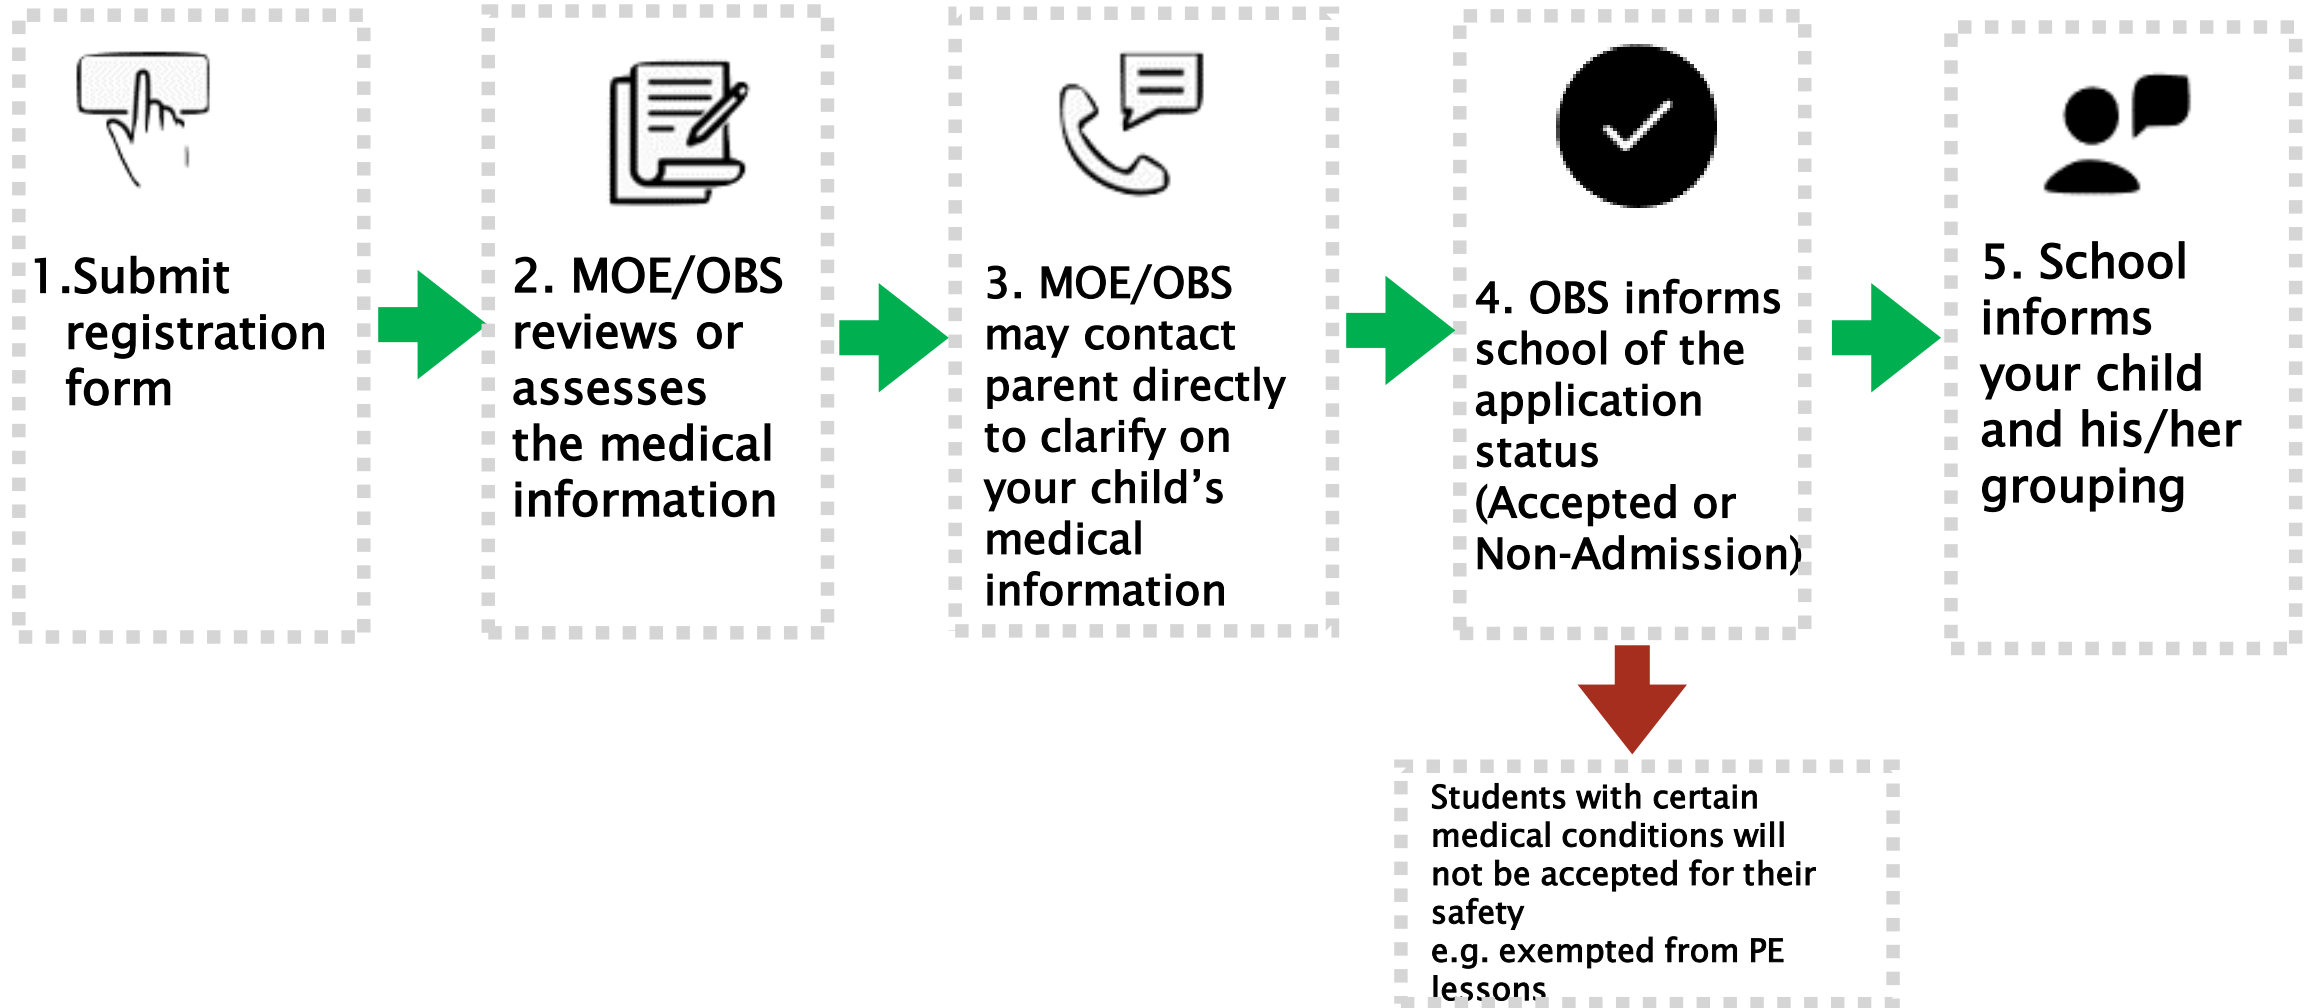 1.Submit
registration
form
2. MOE/OBS
reviews or
assesses
the medical
information
3. MOE/OBS
may contact
parent directly
to clarify on
your child’s
medical
information
4. OBS informs
school of the
application
status
(Accepted or
Non-Admission)
5. School
informs
your child
and his/her
grouping
Students with certain
medical conditions will
not be accepted for their
safety
e.g. exempted from PE
lessons